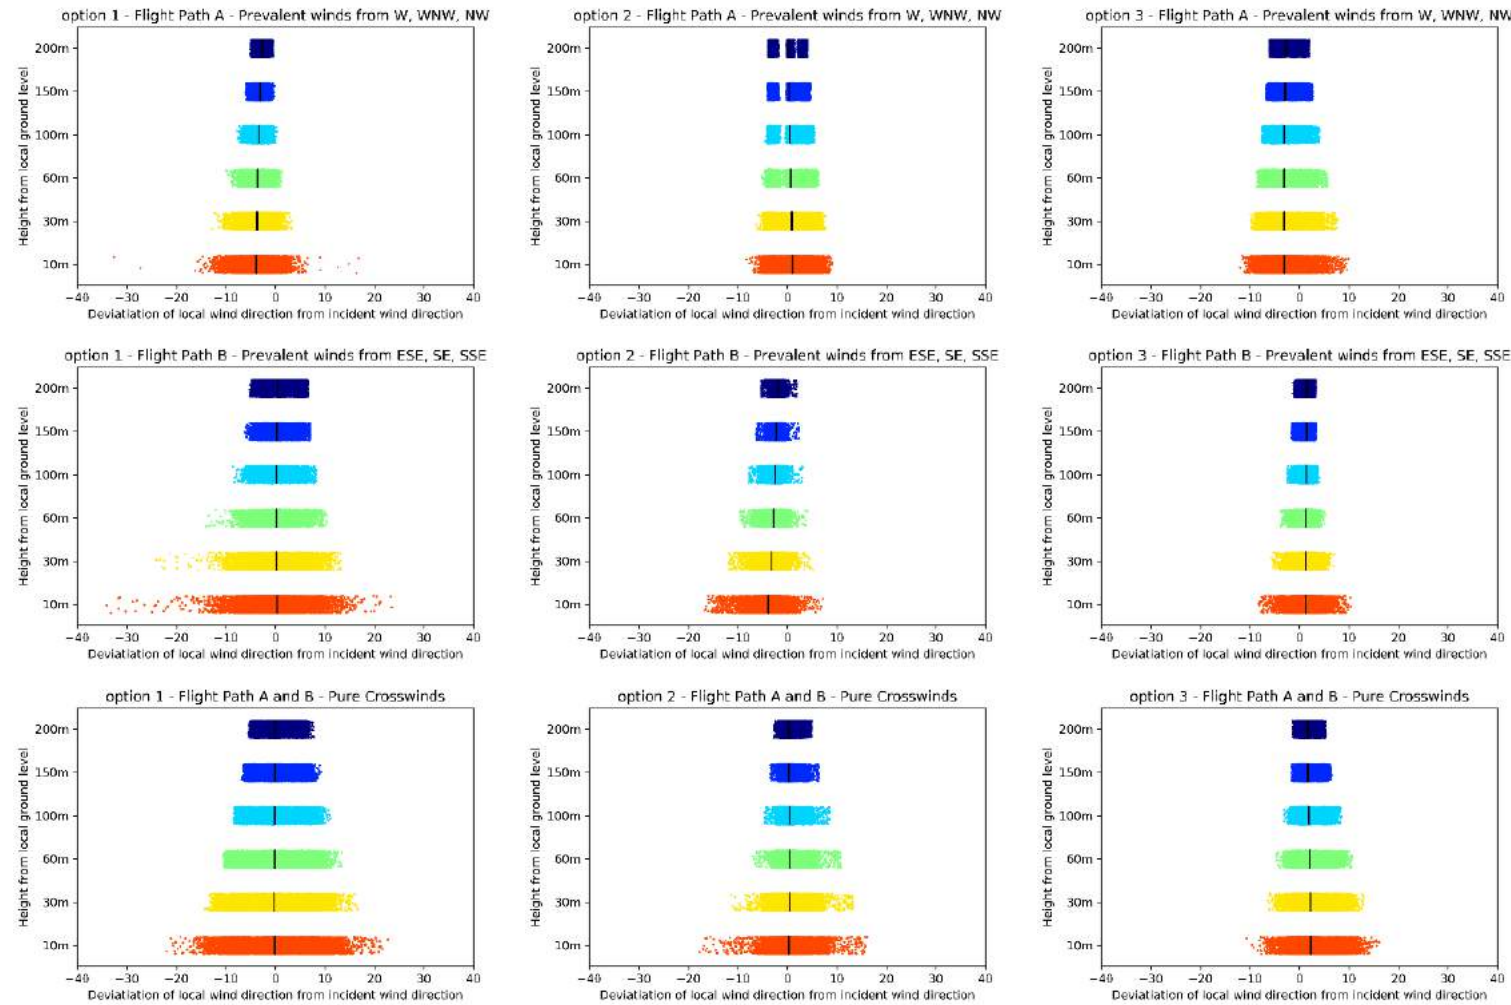 option 1 - Flight Path A - Prevalent winds from W, WNW, NW
Height from local ground level
200m
150m
100m
60m
30m
10m
−40 −30 −20 −10 0 10 20 30 40
Deviatiation of local wind direction from incident wind direction
option 2 - Flight Path A - Prevalent winds from W, WNW, NW
Height from local ground level
200m
150m
100m
60m
30m
10m
−40 −30 −20 −10 0 10 20 30 40
Deviatiation of local wind direction from incident wind direction
option 3 - Flight Path A - Prevalent winds from W, WNW, NW
Height from local ground level
200m
150m
100m
60m
30m
10m
−40 −30 −20 −10 0 10 20 30 40
Deviatiation of local wind direction from incident wind direction
option 1 - Flight Path B - Prevalent winds from ESE, SE, SSE
Height from local ground level
200m
150m
100m
60m
30m
10m
−40 −30 −20 −10 0 10 20 30 40
Deviatiation of local wind direction from incident wind direction
option 2 - Flight Path B - Prevalent winds from ESE, SE, SSE
Height from local ground level
200m
150m
100m
60m
30m
10m
−40 −30 −20 −10 0 10 20 30 40
Deviatiation of local wind direction from incident wind direction
option 3 - Flight Path B - Prevalent winds from ESE, SE, SSE
Height from local ground level
200m
150m
100m
60m
30m
10m
−40 −30 −20 −10 0 10 20 30 40
Deviatiation of local wind direction from incident wind direction
option 1 - Flight Path A and B - Pure Crosswinds
Height from local ground level
200m
150m
100m
60m
30m
10m
−40 −30 −20 −10 0 10 20 30 40
Deviatiation of local wind direction from incident wind direction
option 2 - Flight Path A and B - Pure Crosswinds
Height from local ground level
200m
150m
100m
60m
30m
10m
−40 −30 −20 −10 0 10 20 30 40
Deviatiation of local wind direction from incident wind direction
option 3 - Flight Path A and B - Pure Crosswinds
Height from local ground level
200m
150m
100m
60m
30m
10m
−40 −30 −20 −10 0 10 20 30 40
Deviatiation of local wind direction from incident wind direction